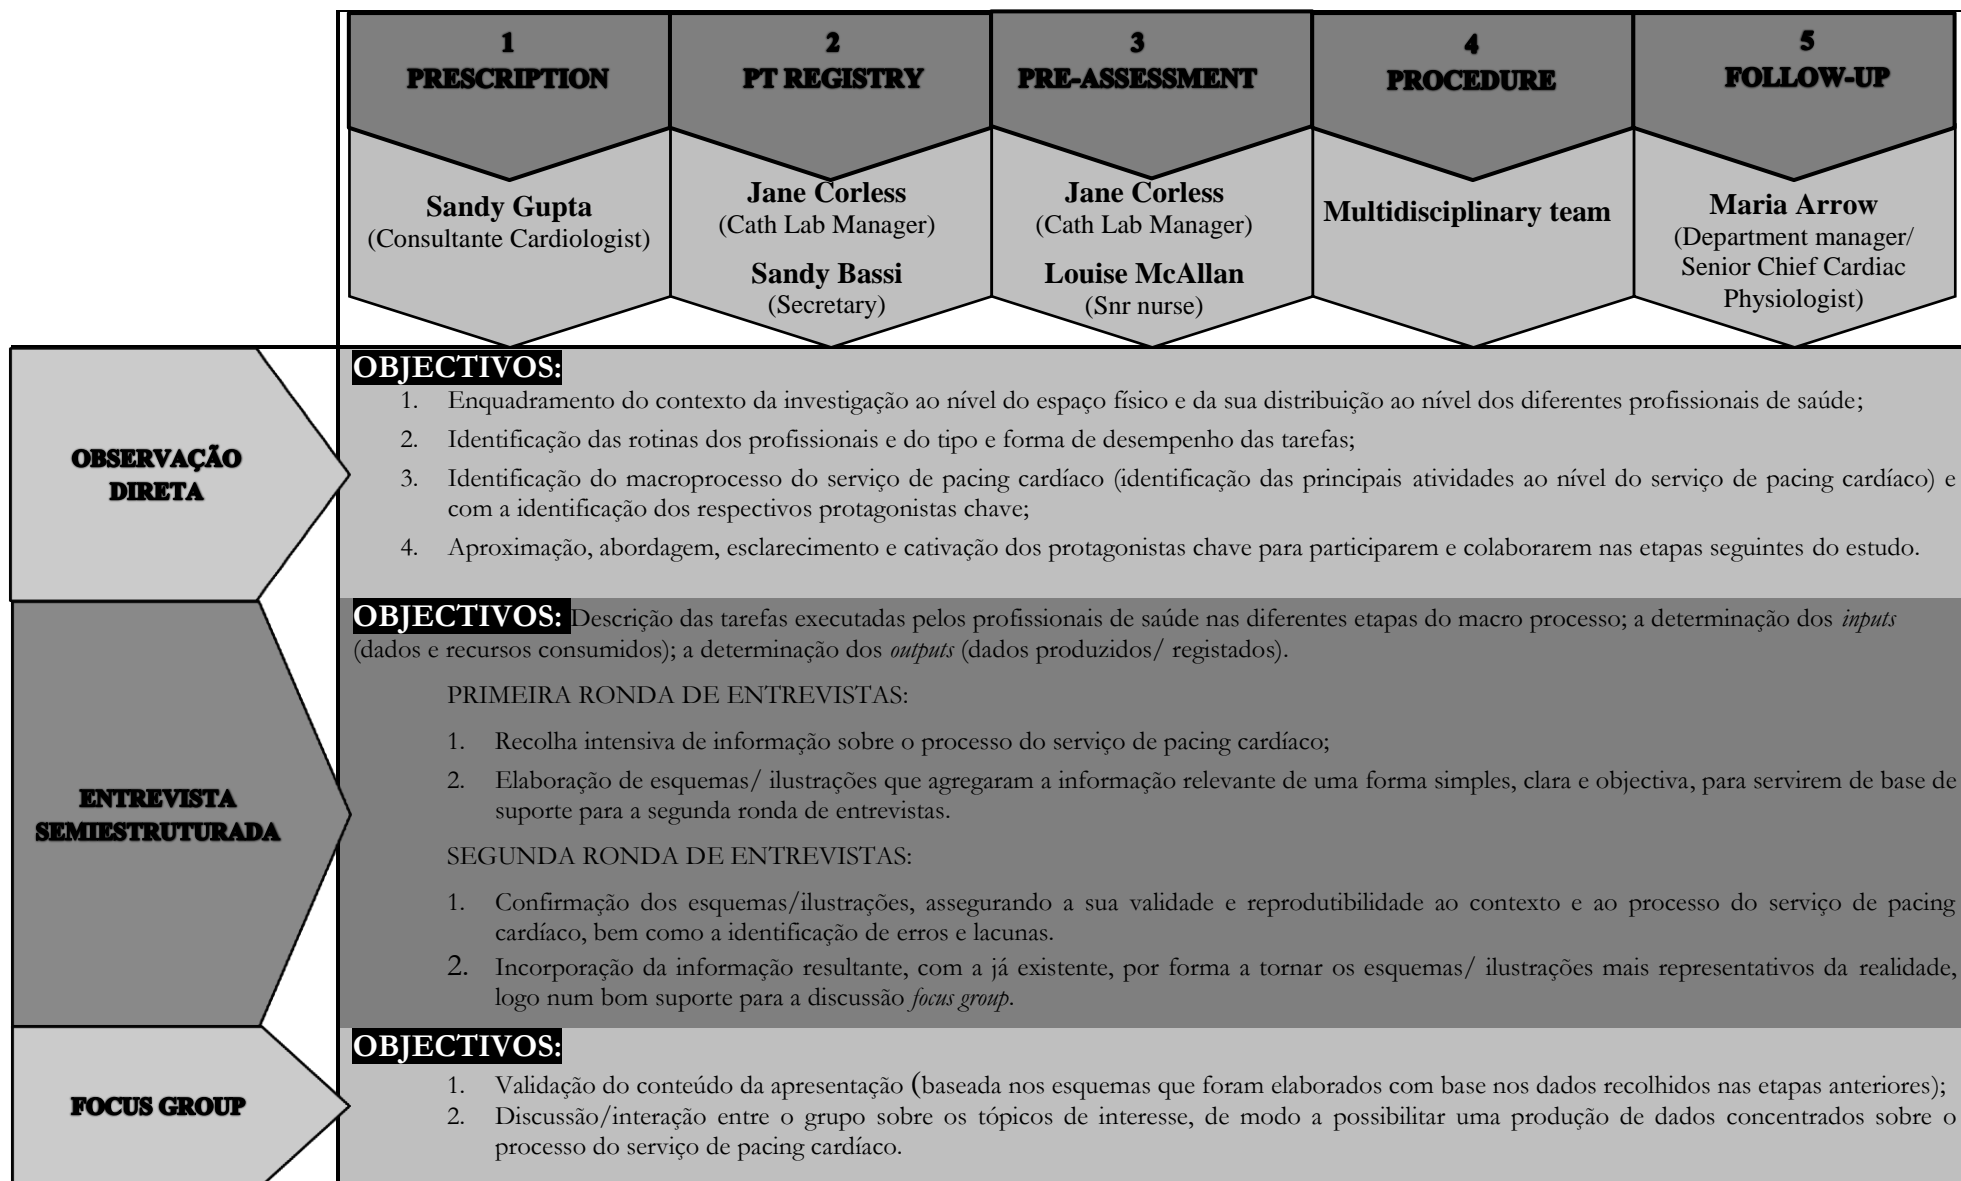 1
PRESCRIPTION
2
PT REGISTRY
3
PRE-ASSESSMENT
4
PROCEDURE
5
FOLLOW-UP
Sandy Gupta
(Consultante Cardiologist)
Jane Corless
(Cath Lab Manager)
Sandy Bassi
(Secretary)
Jane Corless
(Cath Lab Manager)
Louise McAllan
(Snr nurse)
Multidisciplinary team
Maria Arrow
(Department manager/
Senior Chief Cardiac
Physiologist)
OBSERVAÇÃO
DIRETA
OBJECTIVOS:
1. Enquadramento do contexto da investigação ao nível do espaço físico e da sua distribuição ao nível dos diferentes profissionais de saúde;
2. Identificação das rotinas dos profissionais e do tipo e forma de desempenho das tarefas;
3. Identificação do macroprocesso do serviço de pacing cardíaco (identificação das principais atividades ao nível do serviço de pacing cardíaco) e
com a identificação dos respectivos protagonistas chave;
4. Aproximação, abordagem, esclarecimento e cativação dos protagonistas chave para participarem e colaborarem nas etapas seguintes do estudo.
ENTREVISTA
SEMIESTRUTURADA
OBJECTIVOS: Descrição das tarefas executadas pelos profissionais de saúde nas diferentes etapas do macro processo; a determinação dos inputs
(dados e recursos consumidos); a determinação dos outputs (dados produzidos/ registados).
PRIMEIRA RONDA DE ENTREVISTAS:
1. Recolha intensiva de informação sobre o processo do serviço de pacing cardíaco;
2. Elaboração de esquemas/ ilustrações que agregaram a informação relevante de uma forma simples, clara e objectiva, para servirem de base de
suporte para a segunda ronda de entrevistas.
SEGUNDA RONDA DE ENTREVISTAS:
1. Confirmação dos esquemas/ilustrações, assegurando a sua validade e reprodutibilidade ao contexto e ao processo do serviço de pacing
cardíaco, bem como a identificação de erros e lacunas.
2. Incorporação da informação resultante, com a já existente, por forma a tornar os esquemas/ ilustrações mais representativos da realidade,
logo num bom suporte para a discussão focus group.
FOCUS GROUP
OBJECTIVOS:
1. Validação do conteúdo da apresentação (baseada nos esquemas que foram elaborados com base nos dados recolhidos nas etapas anteriores);
2. Discussão/interação entre o grupo sobre os tópicos de interesse, de modo a possibilitar uma produção de dados concentrados sobre o
processo do serviço de pacing cardíaco.